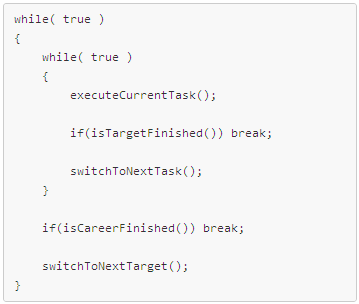 while( true )
{
    while( true )
    {
        executeCurrentTask();

        if(isTargetFinished()) break;

        switchToNextTask();
    }

    if(isCareerFinished()) break;

    switchToNextTarget();
}